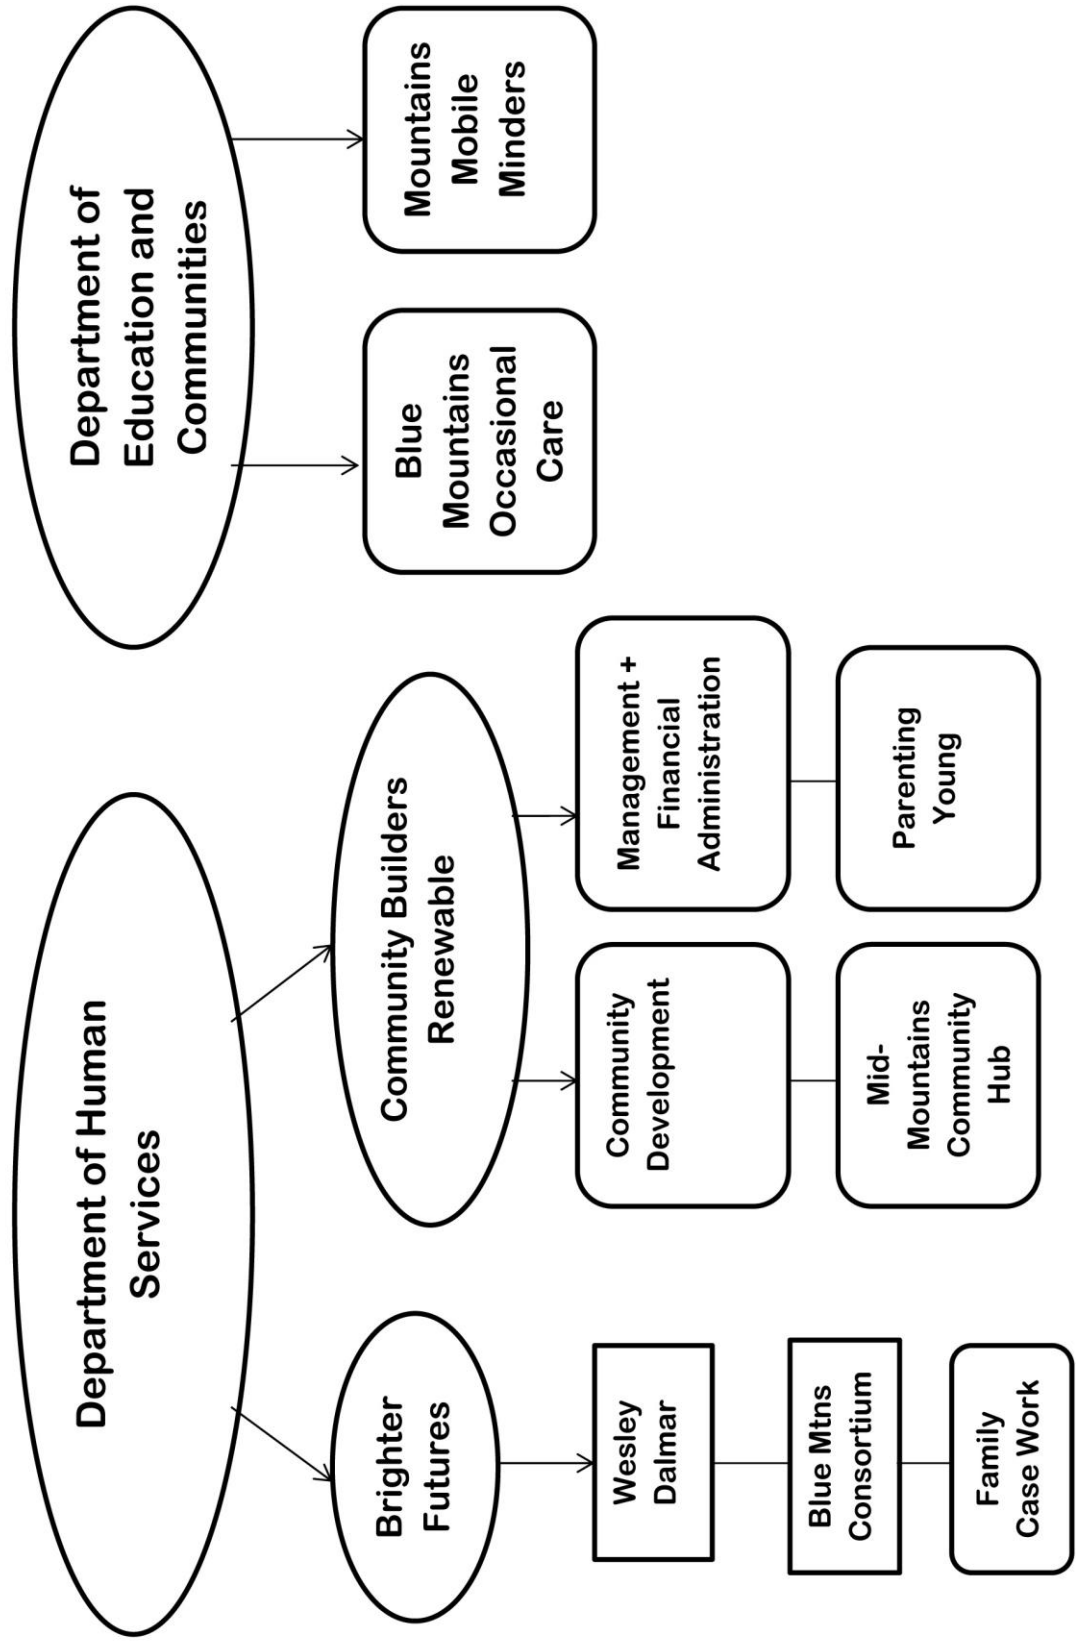 Department of Human
Services
Department of
Education and
Communities
Brighter
Futures
Community Builders
Renewable
Blue
Mountains
Occasional
Care
Mountains
Mobile
Minders
Wesley
Dalmar
Community
Development
Management +
Financial
Administration
Blue Mtns
Consortium
Mid-
Mountains
Community
Hub
Parenting
Young
Family
Case Work